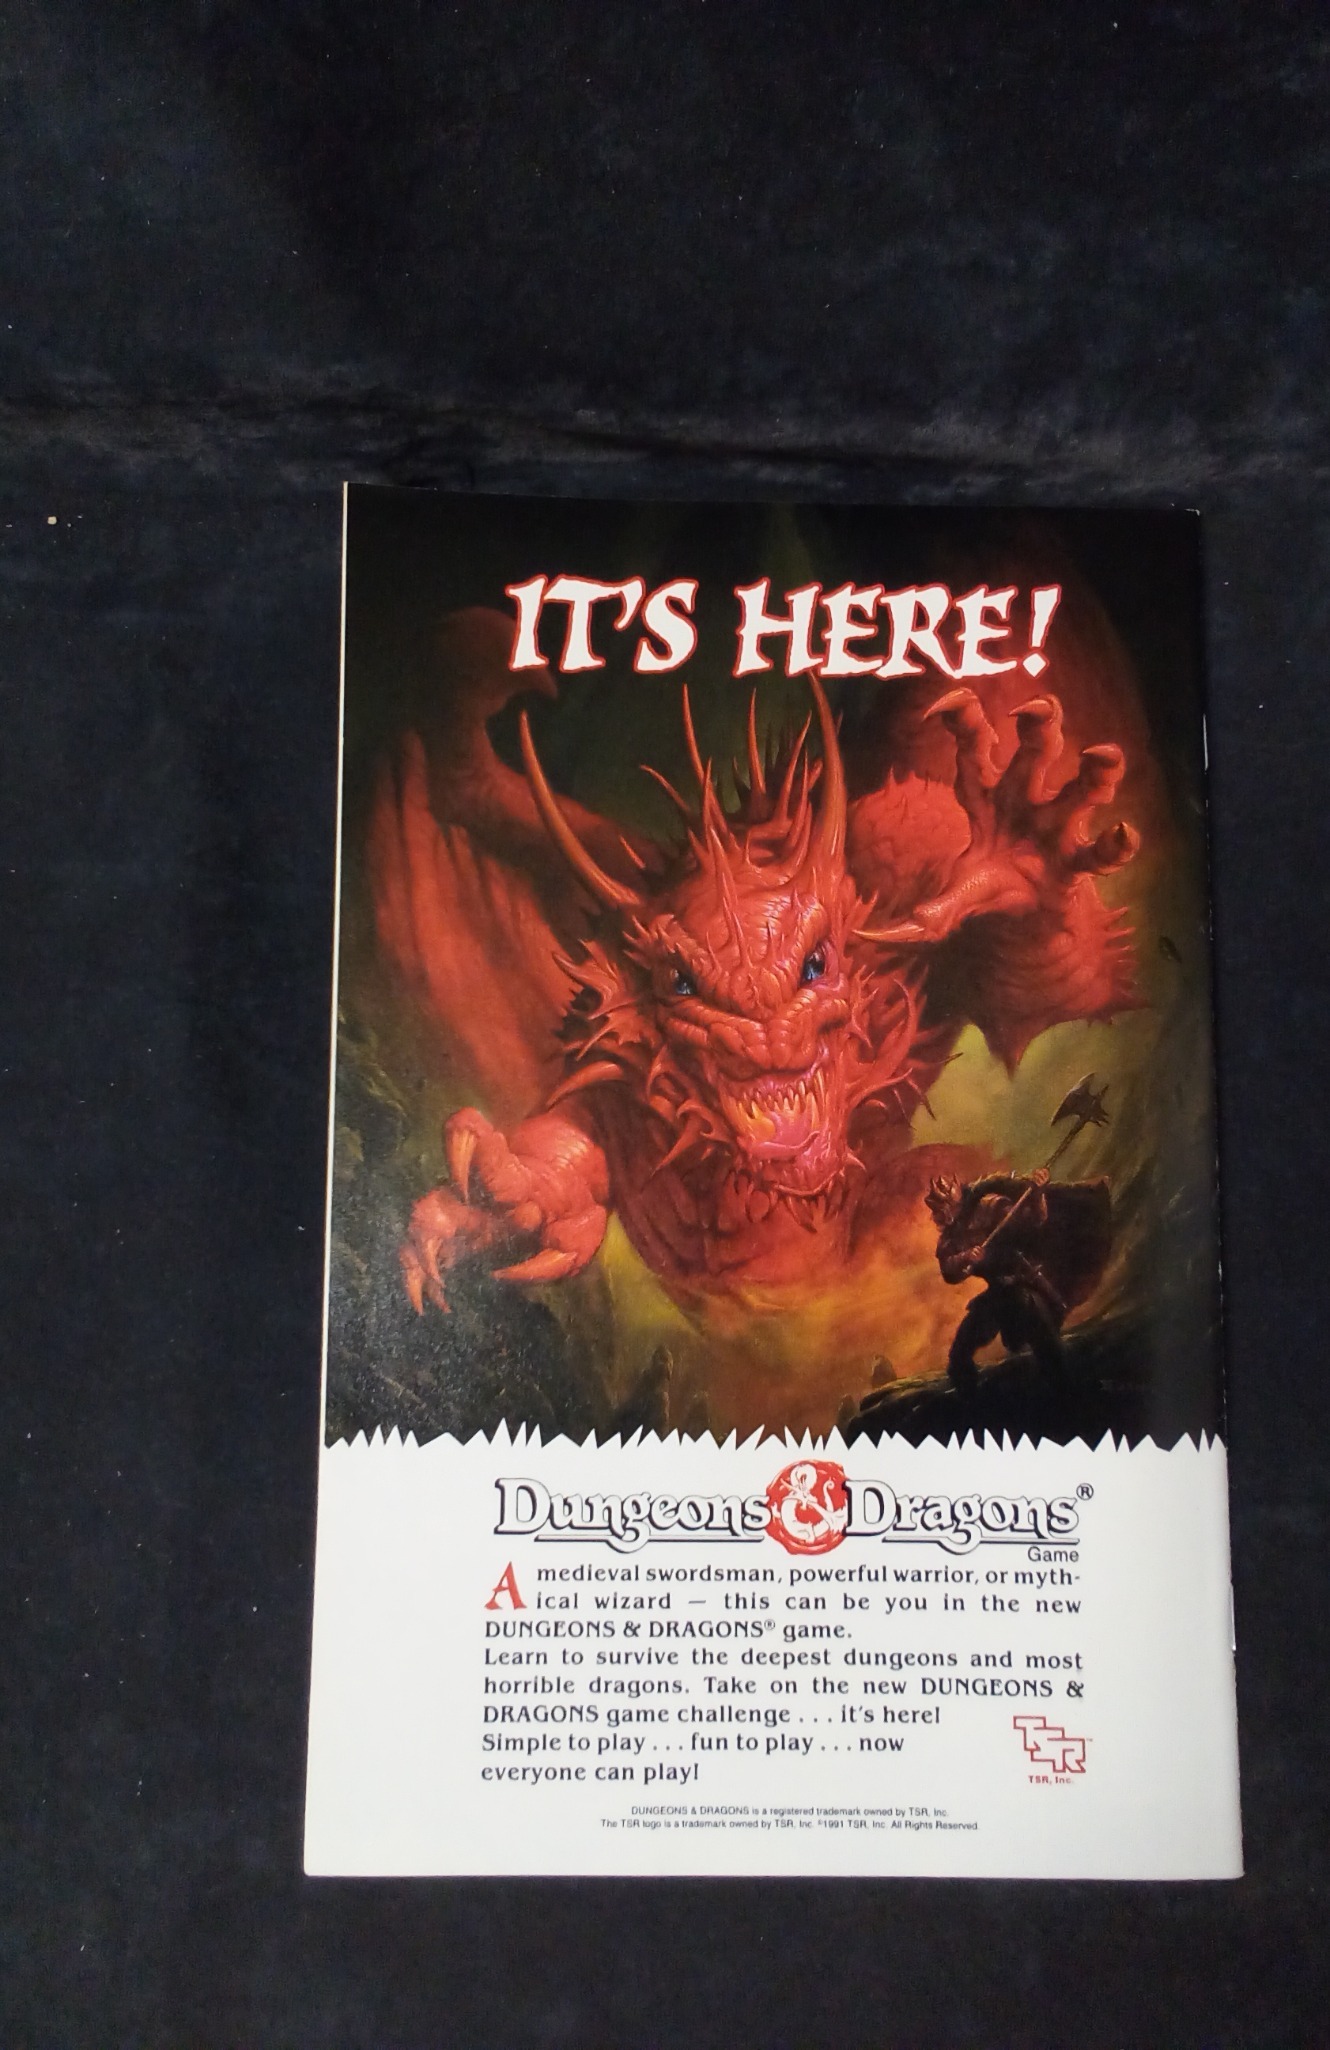 IT'S HERE!
Dungeons & Dragons®
Game
A medieval swordsman, powerful warrior, or myth-
ical wizard — this can be you in the new
DUNGEONS & DRAGONS® game.
Learn to survive the deepest dungeons and most
horrible dragons. Take on the new DUNGEONS &
DRAGONS game challenge . . . it's here!
Simple to play . . . fun to play . . . now
everyone can play!
TSR™
TSR, Inc.
DUNGEONS & DRAGONS is a registered trademark owned by TSR, Inc.
The TSR logo is a trademark owned by TSR, Inc. ©1991 TSR, Inc. All Rights Reserved.